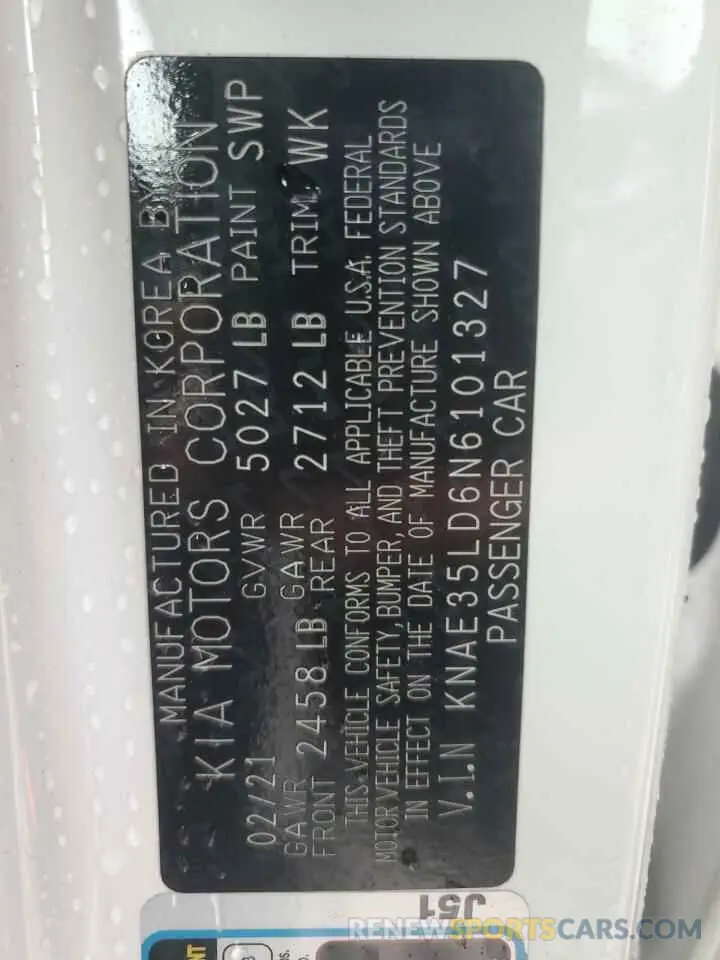 MANUFACTURED IN KOREA BY
KIA MOTORS CORPORATION
02/21 GVWR 5027 LB PAINT SWP
GAWR FRONT 2458 LB GAWR REAR 2712 LB TRIM WK
THIS VEHICLE CONFORMS TO ALL APPLICABLE U.S.A. FEDERAL
MOTOR VEHICLE SAFETY, BUMPER, AND THEFT PREVENTION STANDARDS
IN EFFECT ON THE DATE OF MANUFACTURE SHOWN ABOVE
V.I.N KNAE35LD6N6101327
PASSENGER CAR
J51
RENEWSPORTSCARS.COM